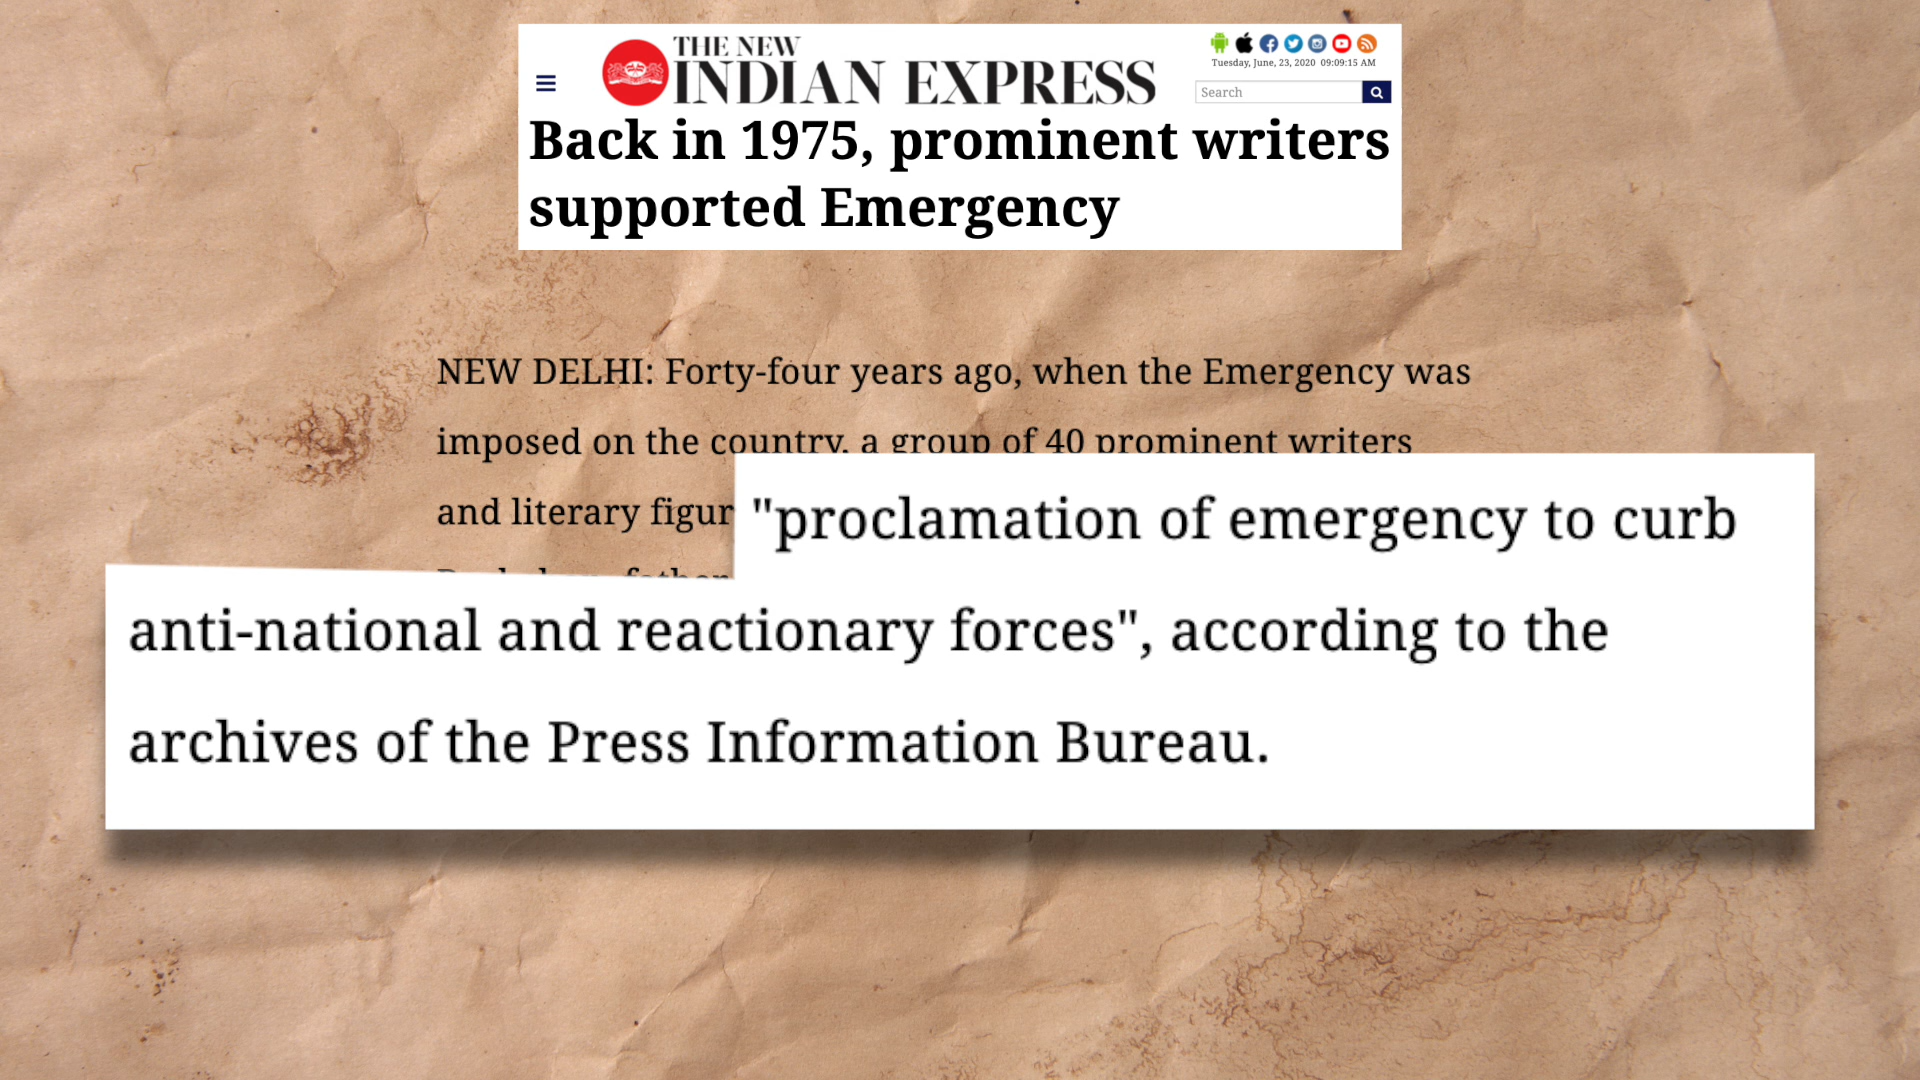 THE NEW
INDIAN EXPRESS
Tuesday, June, 23, 2020 09:09:15 AM
Search
Back in 1975, prominent writers
supported Emergency
NEW DELHI: Forty-four years ago, when the Emergency was
imposed on the country, a group of 40 prominent writers
and literary figur
"proclamation of emergency to curb
anti-national and reactionary forces", according to the
archives of the Press Information Bureau.